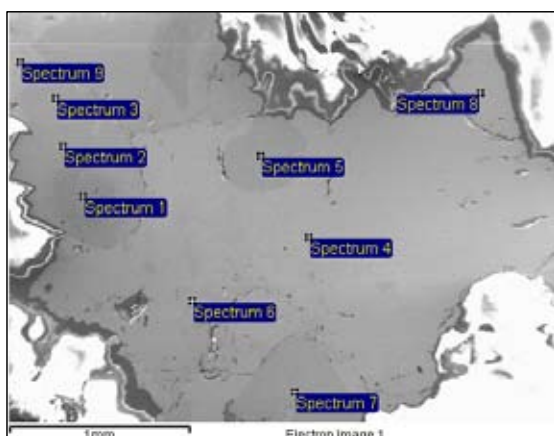 Spectrum 9
Spectrum 3
Spectrum 8
Spectrum 2
Spectrum 5
Spectrum 1
Spectrum 4
Spectrum 6
Spectrum 7
1mm
Electron Image 1